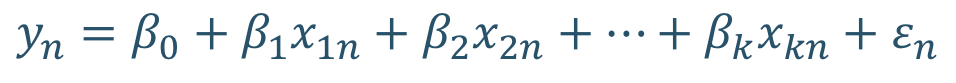 yₙ = β₀ + β₁x₁ₙ + β₂x₂ₙ + ⋯ + βₖxₖₙ + εₙ